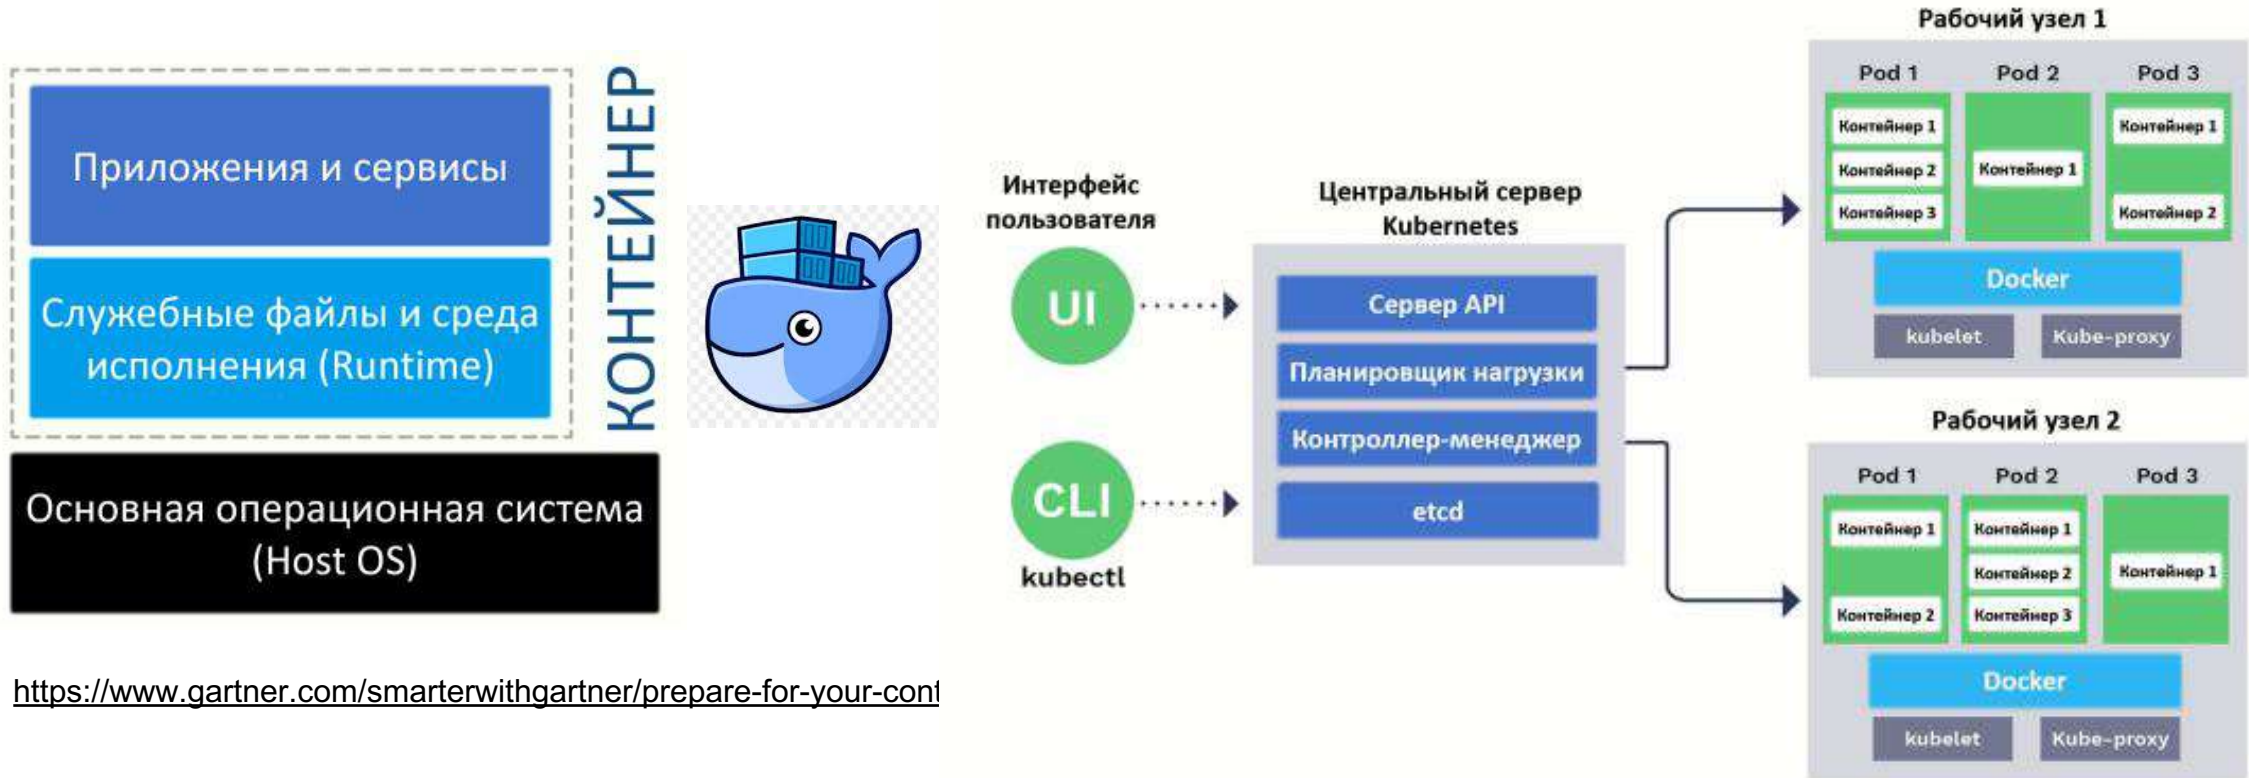 Приложения и сервисы
Служебные файлы и среда
исполнения (Runtime)
КОНТЕЙНЕР
Основная операционная система
(Host OS)
https://www.gartner.com/smarterwithgartner/prepare-for-your-cont
Интерфейс
пользователя
UI
CLI
kubectl
Центральный сервер
Kubernetes
Сервер API
Планировщик нагрузки
Контроллер-менеджер
etcd
Рабочий узел 1
Pod 1 Pod 2 Pod 3
Контейнер 1
Контейнер 2
Контейнер 3
Контейнер 1
Контейнер 1
Контейнер 2
Docker
kubelet Kube-proxy
Рабочий узел 2
Pod 1 Pod 2 Pod 3
Контейнер 1
Контейнер 2
Контейнер 1
Контейнер 2
Контейнер 3
Контейнер 1
Docker
kubelet Kube-proxy